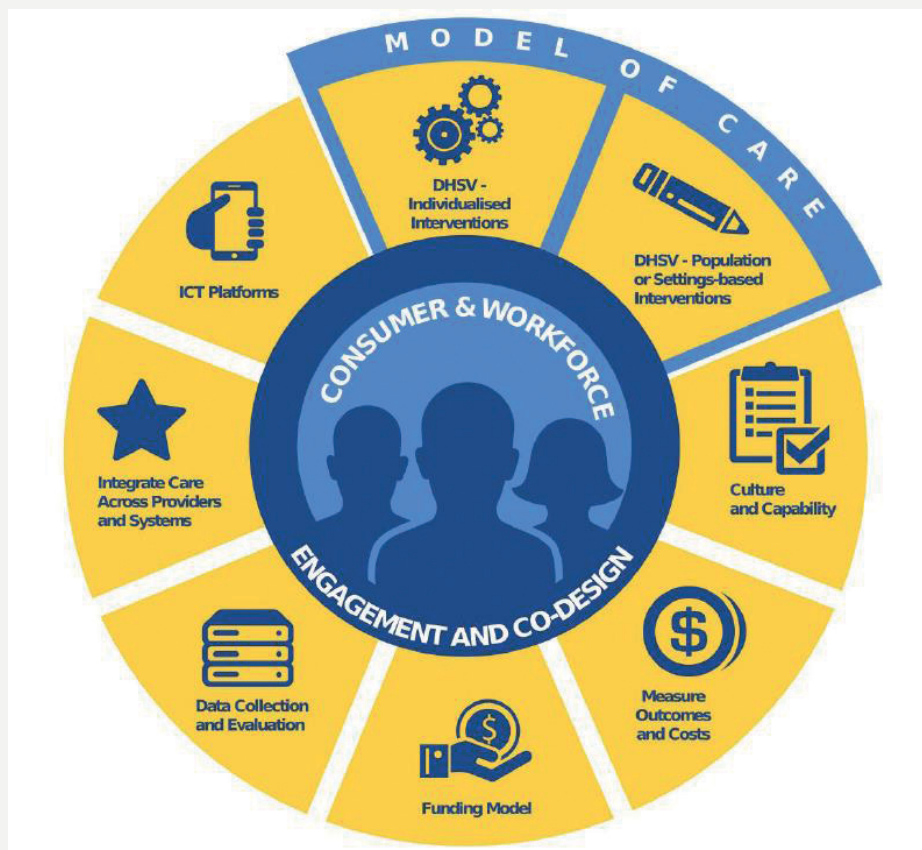 MODEL OF CARE
DHSV -
Individualised
Interventions
DHSV - Population
or Settings-based
Interventions
Culture
and Capability
$
Measure
Outcomes
and Costs
$
Funding Model
Data Collection
and Evaluation
Integrate Care
Across Providers
and Systems
ICT Platforms
CONSUMER & WORKFORCE
ENGAGEMENT AND CO-DESIGN